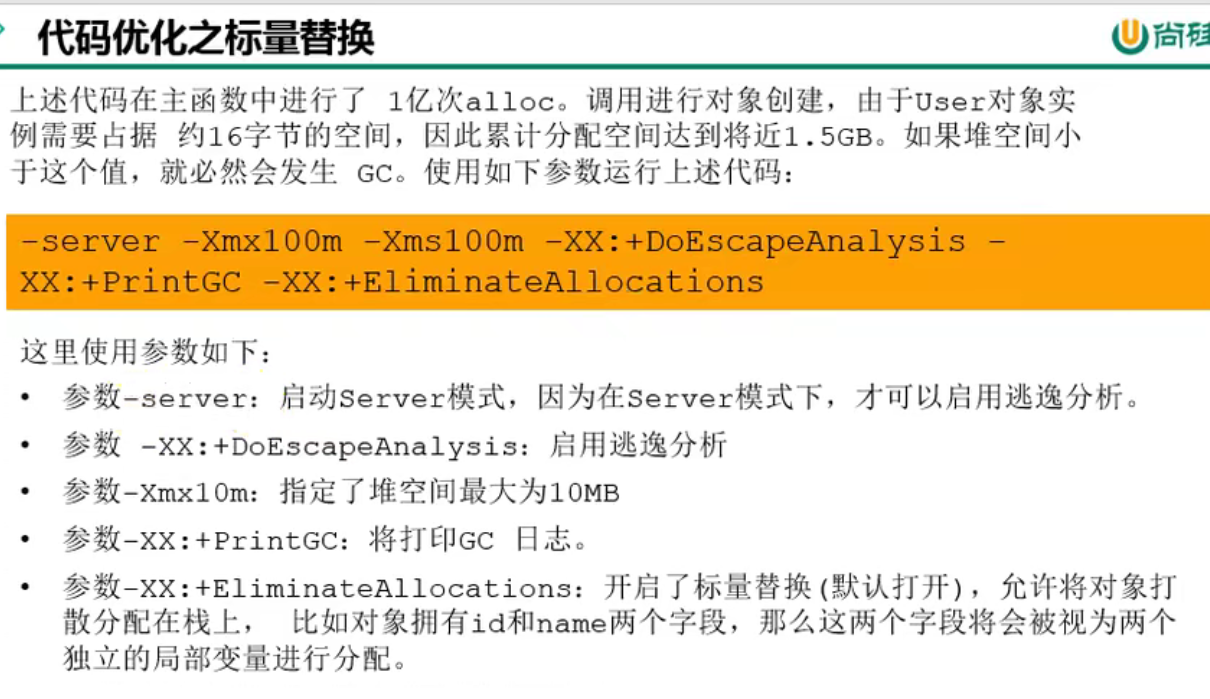 代码优化之标量替换
尚硅
上述代码在主函数中进行了 1亿次alloc。调用进行对象创建，由于User对象实
例需要占据 约16字节的空间，因此累计分配空间达到将近1.5GB。如果堆空间小
于这个值，就必然会发生 GC。使用如下参数运行上述代码：
-server -Xmx100m -Xms100m -XX:+DoEscapeAnalysis -
XX:+PrintGC -XX:+EliminateAllocations
这里使用参数如下：
• 参数-server：启动Server模式，因为在Server模式下，才可以启用逃逸分析。
• 参数 -XX:+DoEscapeAnalysis：启用逃逸分析
• 参数-Xmx10m：指定了堆空间最大为10MB
• 参数-XX:+PrintGC：将打印GC 日志。
• 参数-XX:+EliminateAllocations：开启了标量替换(默认打开)，允许将对象打
散分配在栈上， 比如对象拥有id和name两个字段，那么这两个字段将会被视为两个
独立的局部变量进行分配。